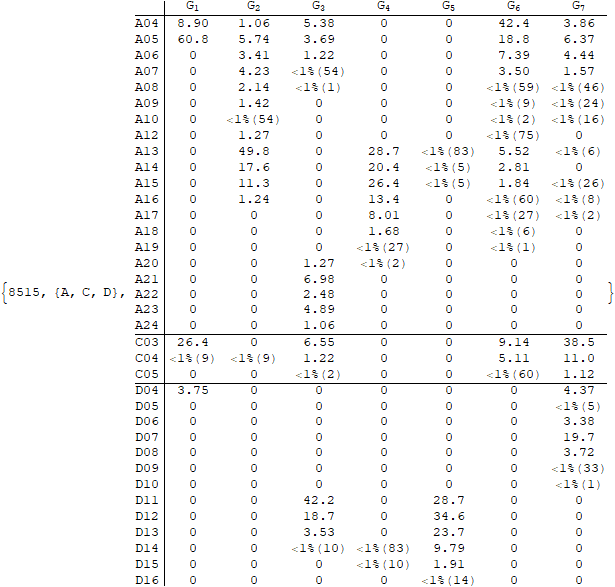 G1 G2 G3 G4 G5 G6 G7
A04 8.90 1.06 5.38 0 0 42.4 3.86
A05 60.8 5.74 3.69 0 0 18.8 6.37
A06 0 3.41 1.22 0 0 7.39 4.44
A07 0 4.23 <1%(54) 0 0 3.50 1.57
A08 0 2.14 <1%(1) 0 0 <1%(59) <1%(46)
A09 0 1.42 0 0 0 <1%(9) <1%(24)
A10 0 <1%(54) 0 0 0 <1%(2) <1%(16)
A12 0 1.27 0 0 0 <1%(75) 0
A13 0 49.8 0 28.7 <1%(83) 5.52 <1%(6)
A14 0 17.6 0 20.4 <1%(5) 2.81 0
A15 0 11.3 0 26.4 <1%(5) 1.84 <1%(26)
A16 0 1.24 0 13.4 0 <1%(60) <1%(8)
A17 0 0 0 8.01 0 <1%(27) <1%(2)
A18 0 0 0 1.68 0 <1%(6) 0
A19 0 0 0 <1%(27) 0 <1%(1) 0
A20 0 0 1.27 <1%(2) 0 0 0
A21 0 0 6.98 0 0 0 0
{8515, {A, C, D}, A22 0 0 2.48 0 0 0 0 }
A23 0 0 4.89 0 0 0 0
A24 0 0 1.06 0 0 0 0
C03 26.4 0 6.55 0 0 9.14 38.5
C04 <1%(9) <1%(9) 1.22 0 0 5.11 11.0
C05 0 0 <1%(2) 0 0 <1%(60) 1.12
D04 3.75 0 0 0 0 0 4.37
D05 0 0 0 0 0 0 <1%(5)
D06 0 0 0 0 0 0 3.38
D07 0 0 0 0 0 0 19.7
D08 0 0 0 0 0 0 3.72
D09 0 0 0 0 0 0 <1%(33)
D10 0 0 0 0 0 0 <1%(1)
D11 0 0 42.2 0 28.7 0 0
D12 0 0 18.7 0 34.6 0 0
D13 0 0 3.53 0 23.7 0 0
D14 0 0 <1%(10) <1%(83) 9.79 0 0
D15 0 0 0 <1%(10) 1.91 0 0
D16 0 0 0 0 <1%(14) 0 0